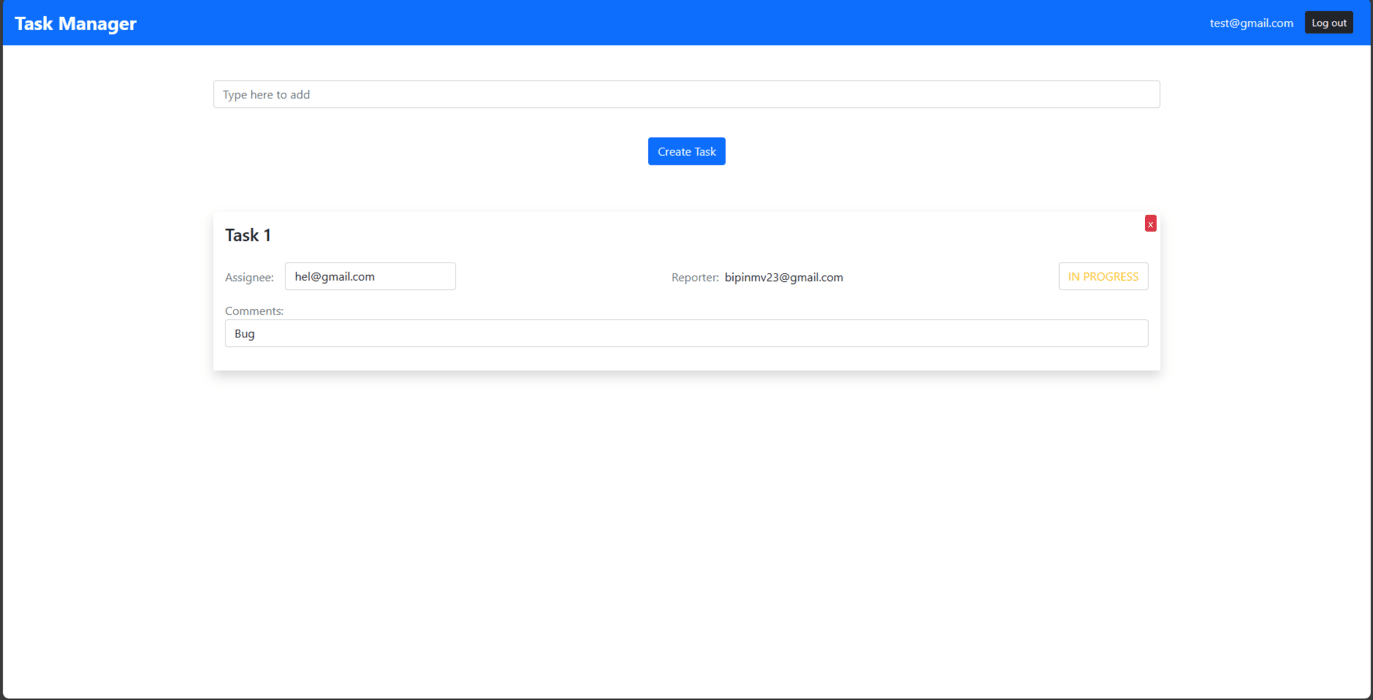 Task Manager
test@gmail.com Log out
Type here to add
Create Task
Task 1 x
Assignee: hel@gmail.com Reporter: bipinmv23@gmail.com IN PROGRESS
Comments:
Bug